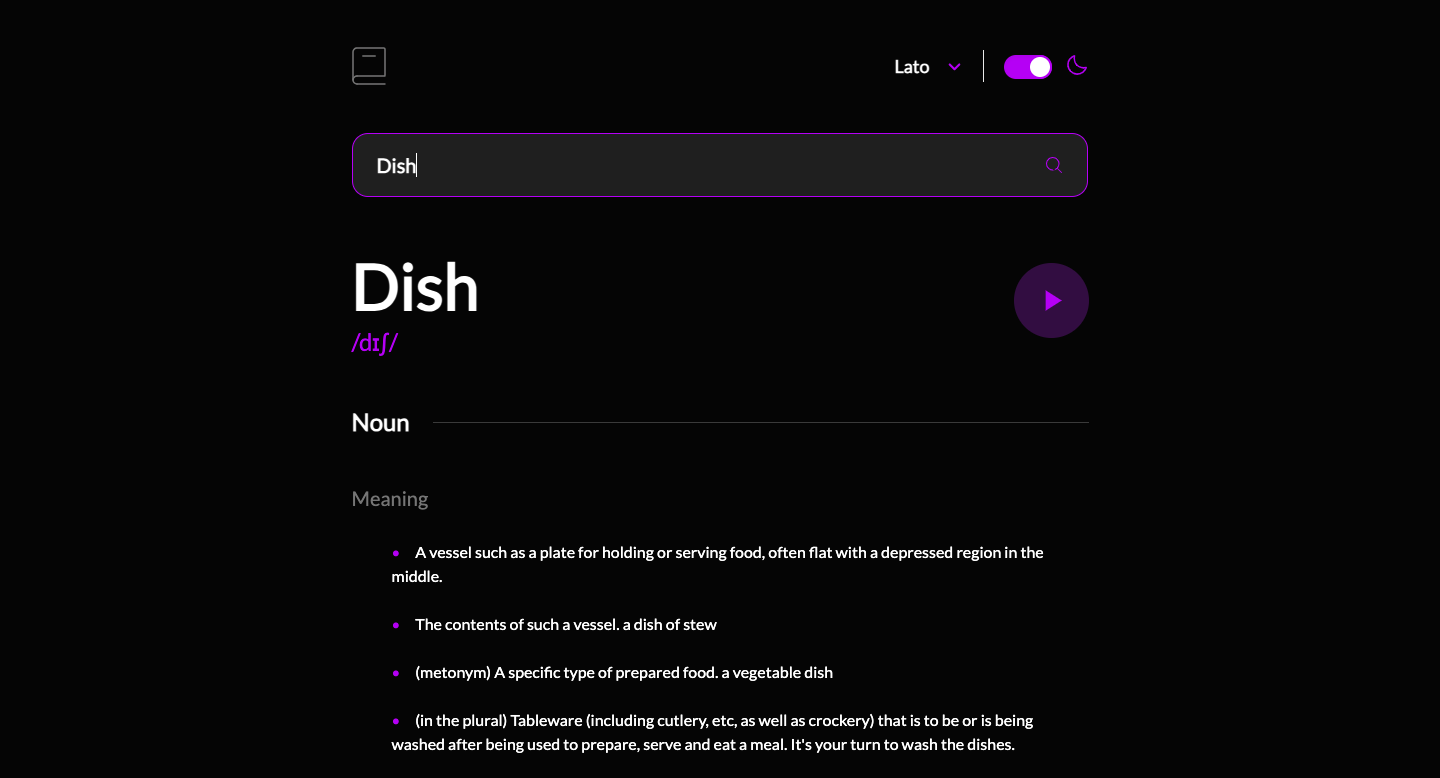 Lato
Dish
Dish
/dɪʃ/
Noun
Meaning
• A vessel such as a plate for holding or serving food, often flat with a depressed region in the
middle.
• The contents of such a vessel. a dish of stew
• (metonym) A specific type of prepared food. a vegetable dish
• (in the plural) Tableware (including cutlery, etc, as well as crockery) that is to be or is being
washed after being used to prepare, serve and eat a meal. It's your turn to wash the dishes.